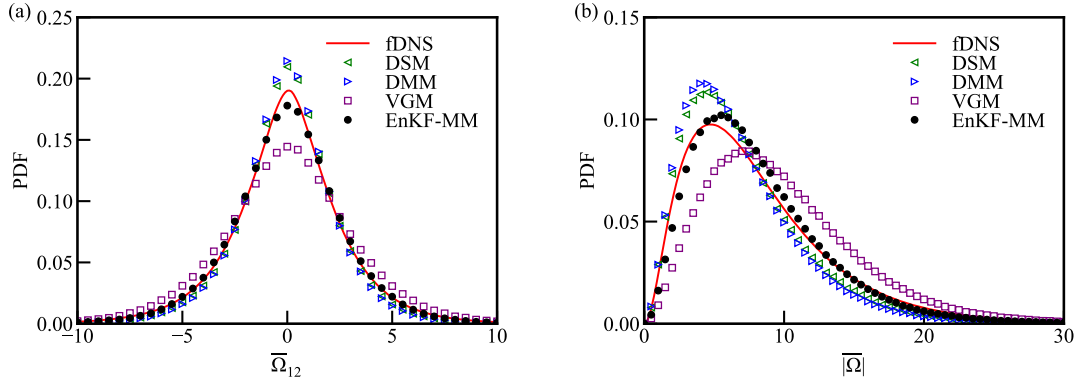 (a)
0.25
0.20
0.15
0.10
0.05
0.00
PDF
−10
−5
0
5
10
Ω̅₁₂
fDNS
DSM
DMM
VGM
EnKF-MM
(b)
0.15
0.10
0.05
0.00
PDF
0
10
20
30
|Ω̅|
fDNS
DSM
DMM
VGM
EnKF-MM